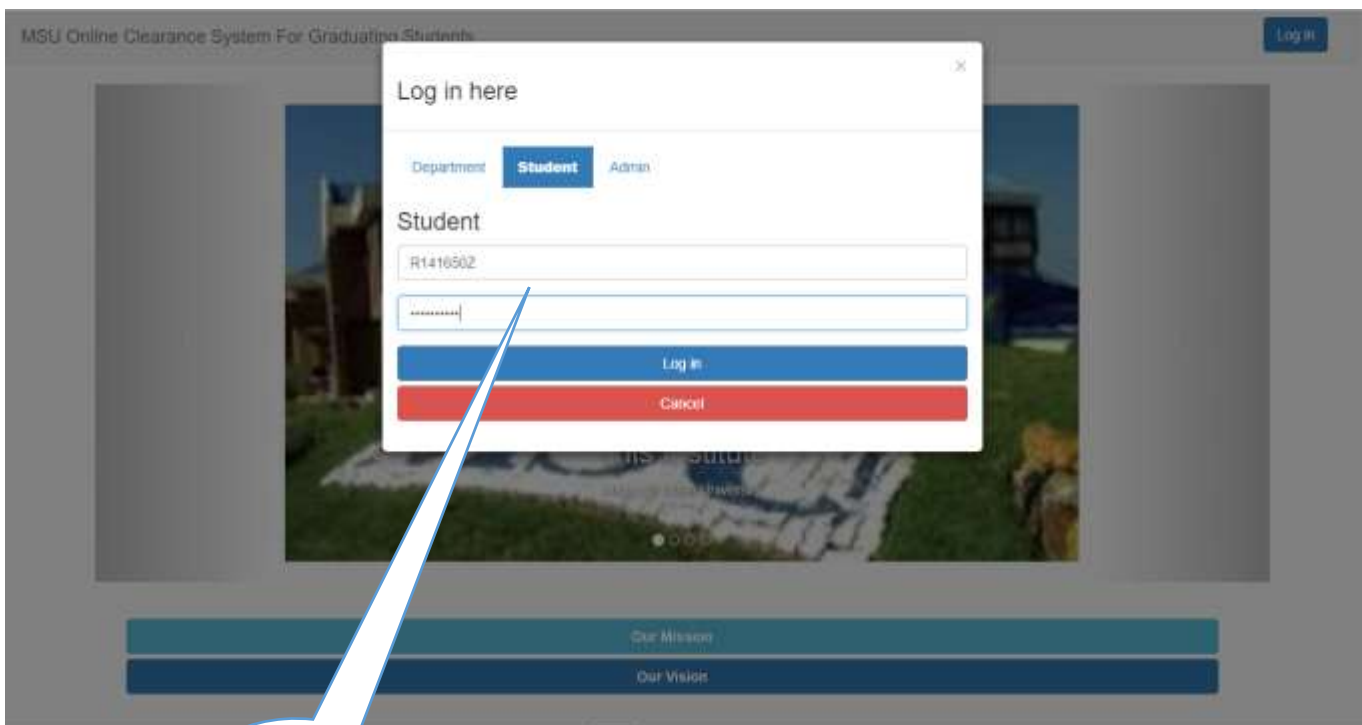 MSU Online Clearance System For Graduating Students
Log in
×
Log in here
Department Student Admin
Student
R141650Z
•••••••••••
Log in
Cancel
Our Mission
Our Vision